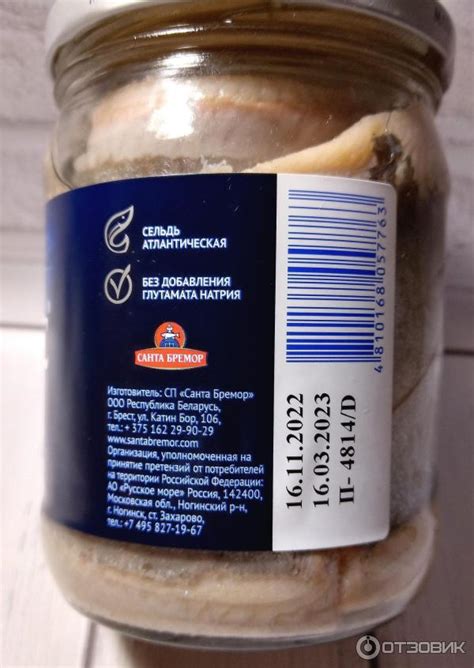 СЕЛЬДЬ
АТЛАНТИЧЕСКАЯ
БЕЗ ДОБАВЛЕНИЯ
ГЛУТАМАТА НАТРИЯ
САНТА БРЕМОР
Изготовитель: СП «Санта Бремор»
ООО Республика Беларусь,
г. Брест, ул. Катин Бор, 106,
тел.: + 375 162 29-90-29
www.santabremor.com
Организация, уполномоченная на
принятие претензий от потребителей
на территории Российской Федерации:
АО «Русское море» Россия, 142400,
Московская обл., Ногинский р-н,
г. Ногинск, ст. Захарово,
тел.: +7 495 827-19-67
4810168057763
16.11.2022
16.03.2023
П- 4814/D
ОТЗОВИК